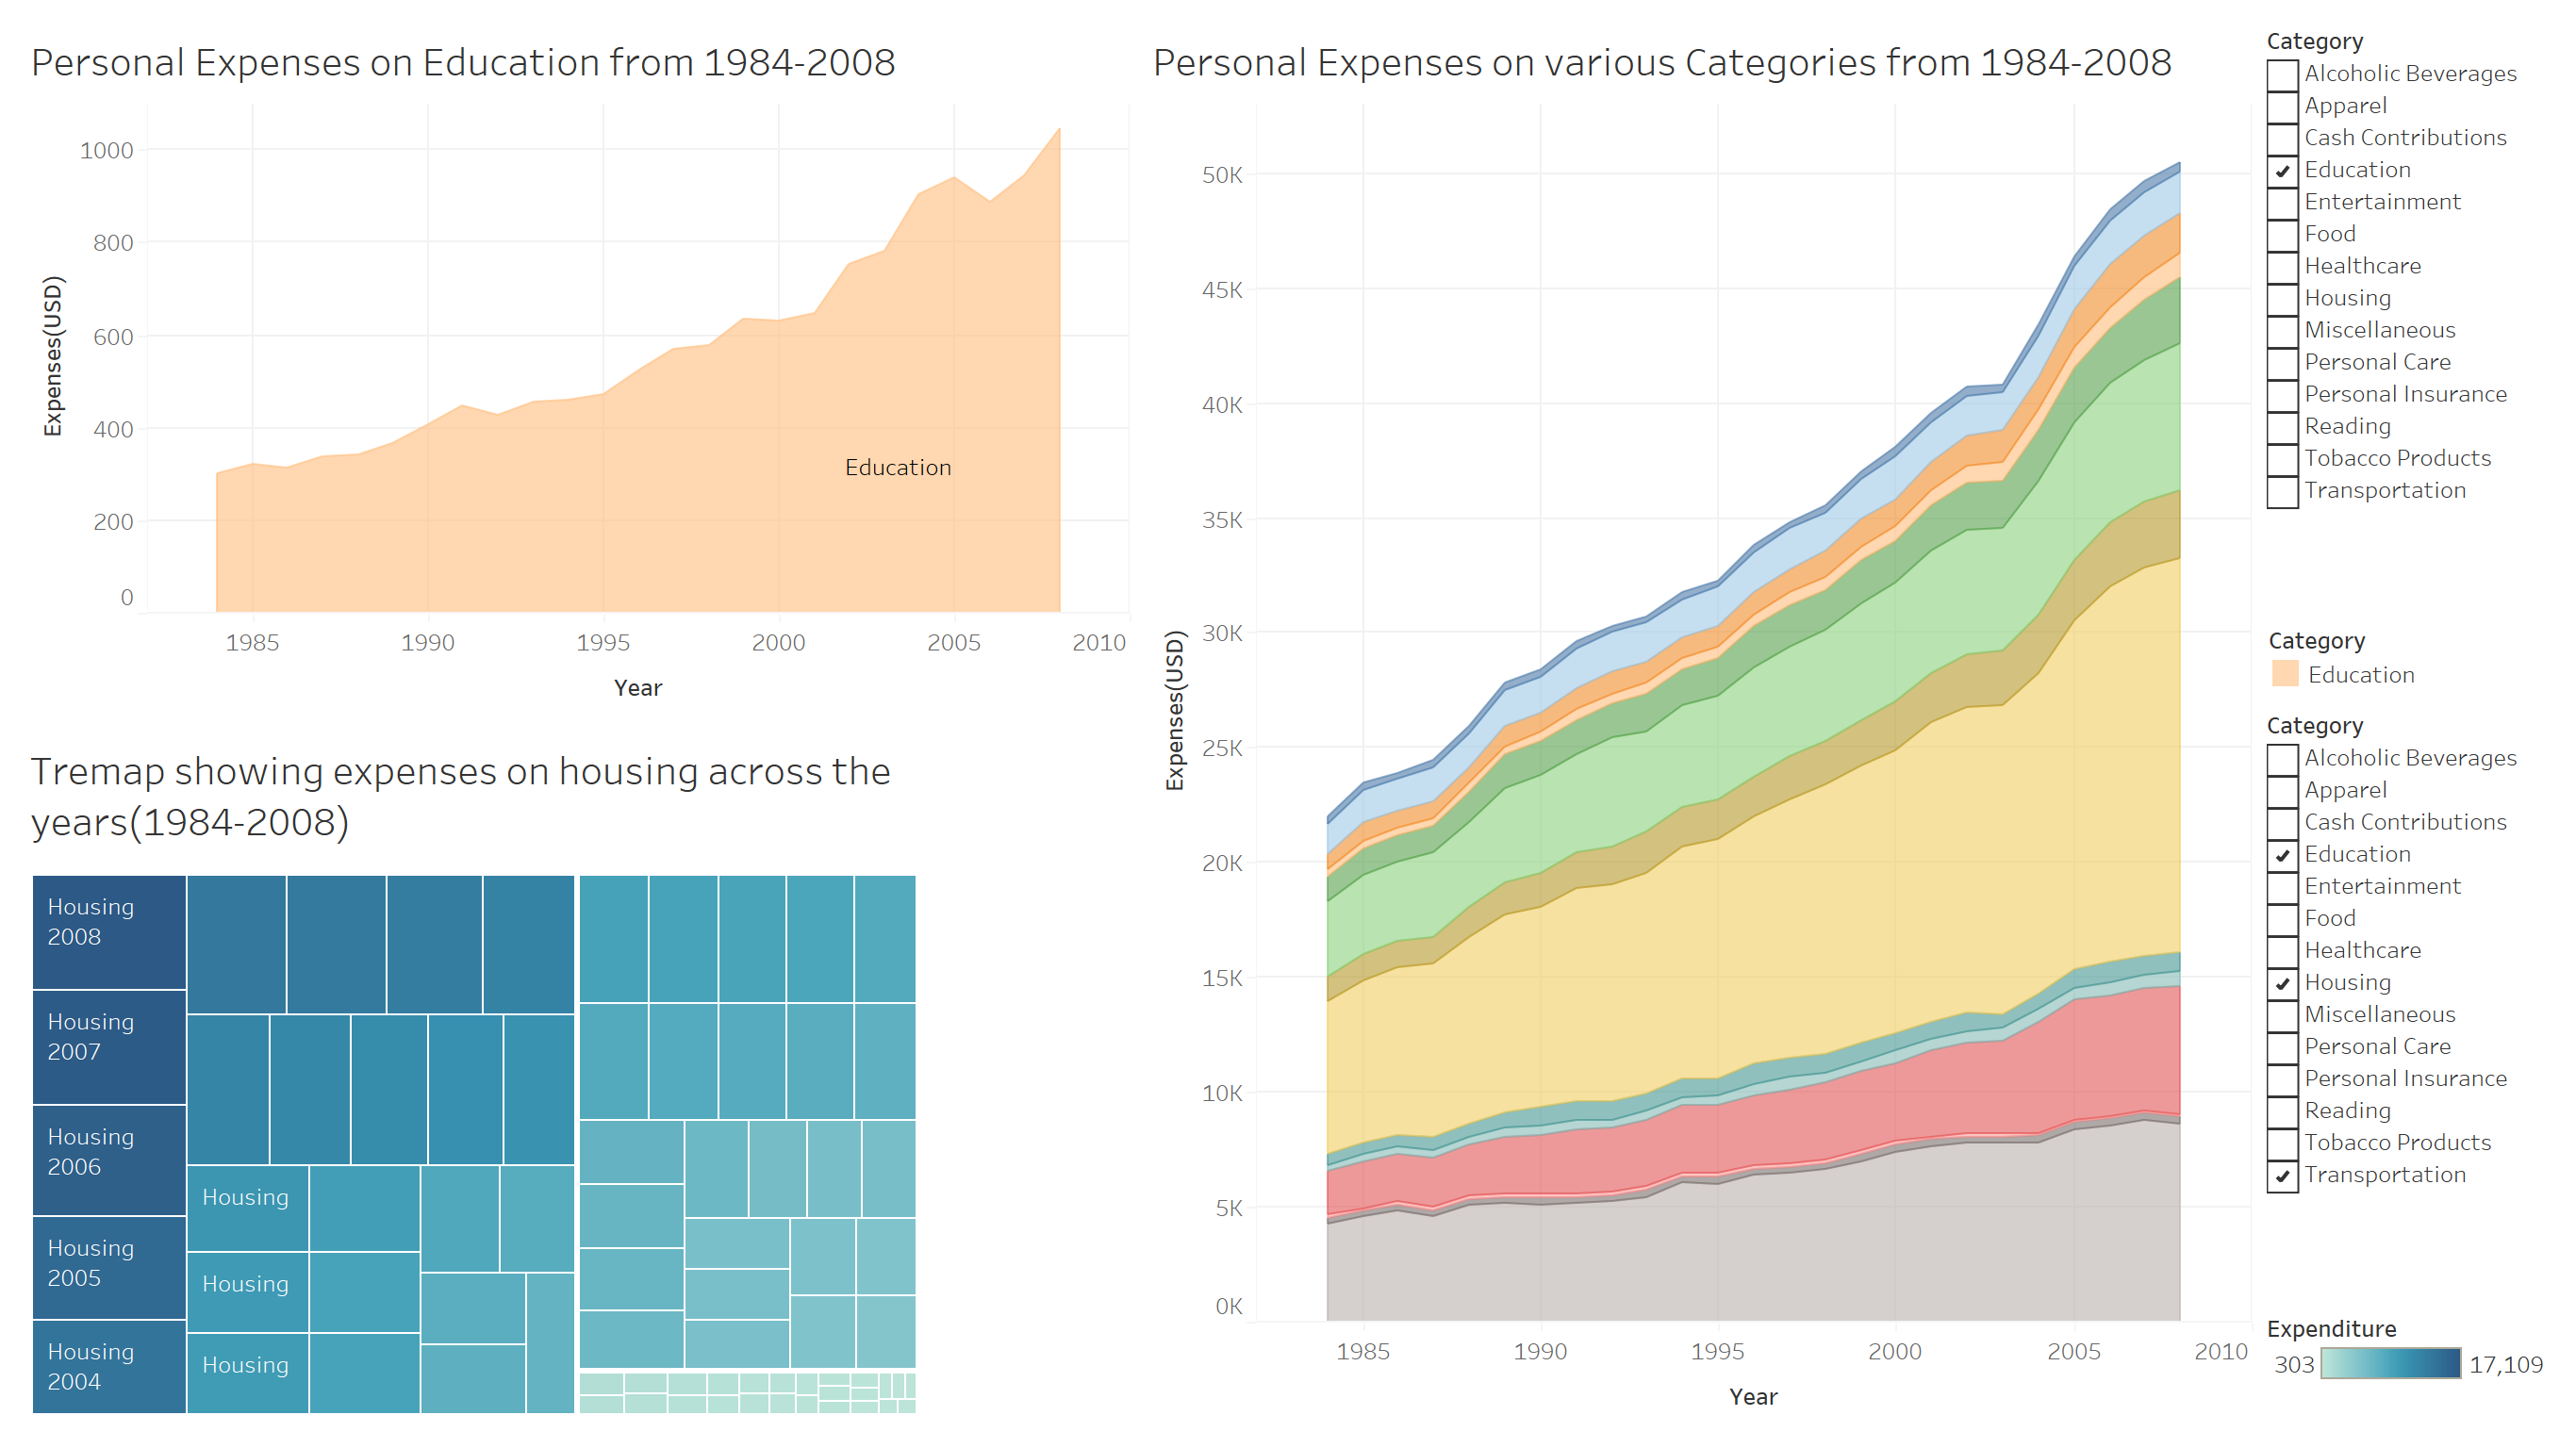 Personal Expenses on Education from 1984-2008
Expenses(USD)
1000
800
600
400
200
0
Education
1985 1990 1995 2000 2005 2010
Year
Tremap showing expenses on housing across the
years(1984-2008)
Housing
2008
Housing
2007
Housing
2006
Housing
2005
Housing
2004
Housing
Housing
Housing
Personal Expenses on various Categories from 1984-2008
Expenses(USD)
50K
45K
40K
35K
30K
25K
20K
15K
10K
5K
0K
1985 1990 1995 2000 2005 2010
Year
Category
Alcoholic Beverages
Apparel
Cash Contributions
Education
Entertainment
Food
Healthcare
Housing
Miscellaneous
Personal Care
Personal Insurance
Reading
Tobacco Products
Transportation
Category
Education
Category
Alcoholic Beverages
Apparel
Cash Contributions
Education
Entertainment
Food
Healthcare
Housing
Miscellaneous
Personal Care
Personal Insurance
Reading
Tobacco Products
Transportation
Expenditure
303 17,109